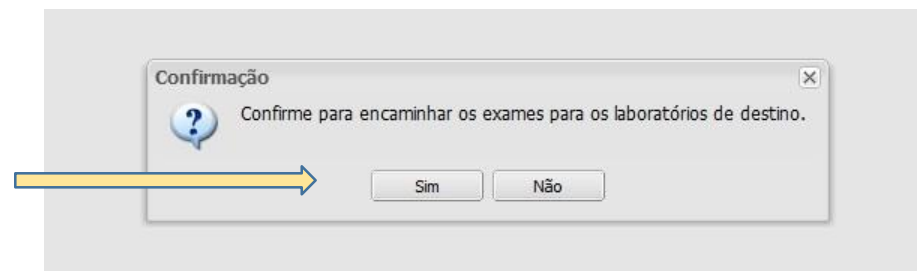 Confirmação
Confirme para encaminhar os exames para os laboratórios de destino.
Sim Não